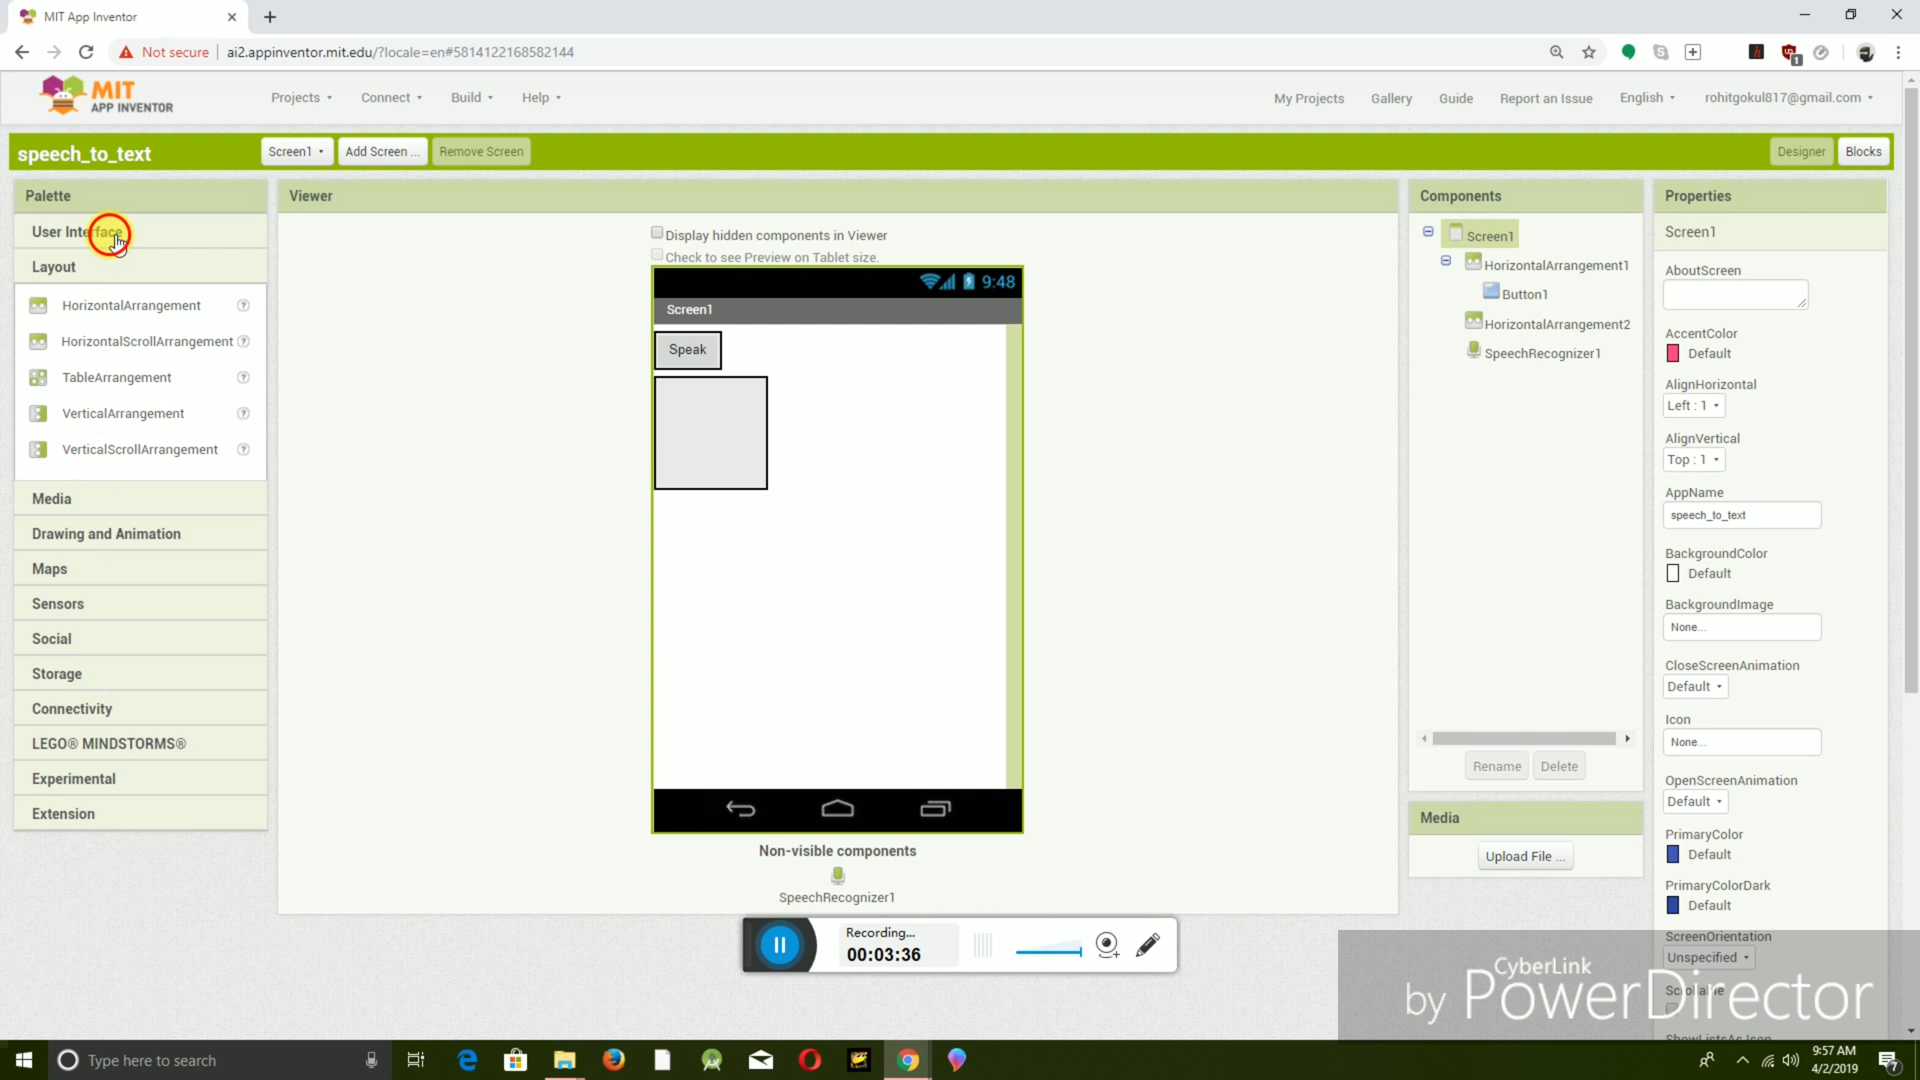 MIT App Inventor
Not secure
ai2.appinventor.mit.edu/?locale=en#5814122168582144
1
MIT
APP INVENTOR
Projects
Connect
Build
Help
My Projects
Gallery
Guide
Report an Issue
English
rohitgokul817@gmail.com
speech_to_text
Screen1
Add Screen ...
Remove Screen
Designer
Blocks
Palette
User Interface
Layout
HorizontalArrangement
HorizontalScrollArrangement
TableArrangement
VerticalArrangement
VerticalScrollArrangement
Media
Drawing and Animation
Maps
Sensors
Social
Storage
Connectivity
LEGO® MINDSTORMS®
Experimental
Extension
Viewer
Display hidden components in Viewer
Check to see Preview on Tablet size.
9:48
Screen1
Speak
Non-visible components
SpeechRecognizer1
Components
Screen1
HorizontalArrangement1
Button1
HorizontalArrangement2
SpeechRecognizer1
Rename
Delete
Media
Upload File ...
Properties
Screen1
AboutScreen
AccentColor
Default
AlignHorizontal
Left : 1
AlignVertical
Top : 1
AppName
speech_to_text
BackgroundColor
Default
BackgroundImage
None...
CloseScreenAnimation
Default
Icon
None...
OpenScreenAnimation
Default
PrimaryColor
Default
PrimaryColorDark
Default
ScreenOrientation
Unspecified
Scrollable
ShowListsAsJson
Recording...
00:03:36
CyberLink
by PowerDirector
Type here to search
9:57 AM
4/2/2019
7